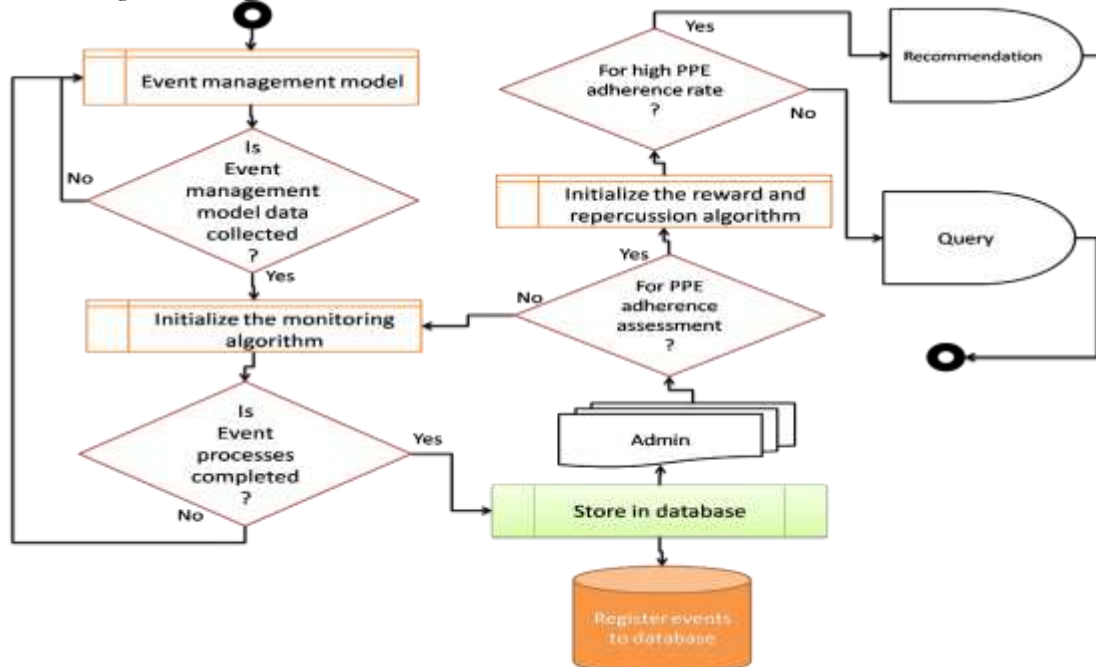 Event management model
Is
Event
management
model data
collected
?
No
Yes
Initialize the monitoring
algorithm
Is
Event
processes
completed
?
No
Yes
Store in database
Register events
to database
Admin
For PPE
adherence
assessment
?
No
Yes
Initialize the reward and
repercussion algorithm
For high PPE
adherence rate
?
Yes
No
Recommendation
Query